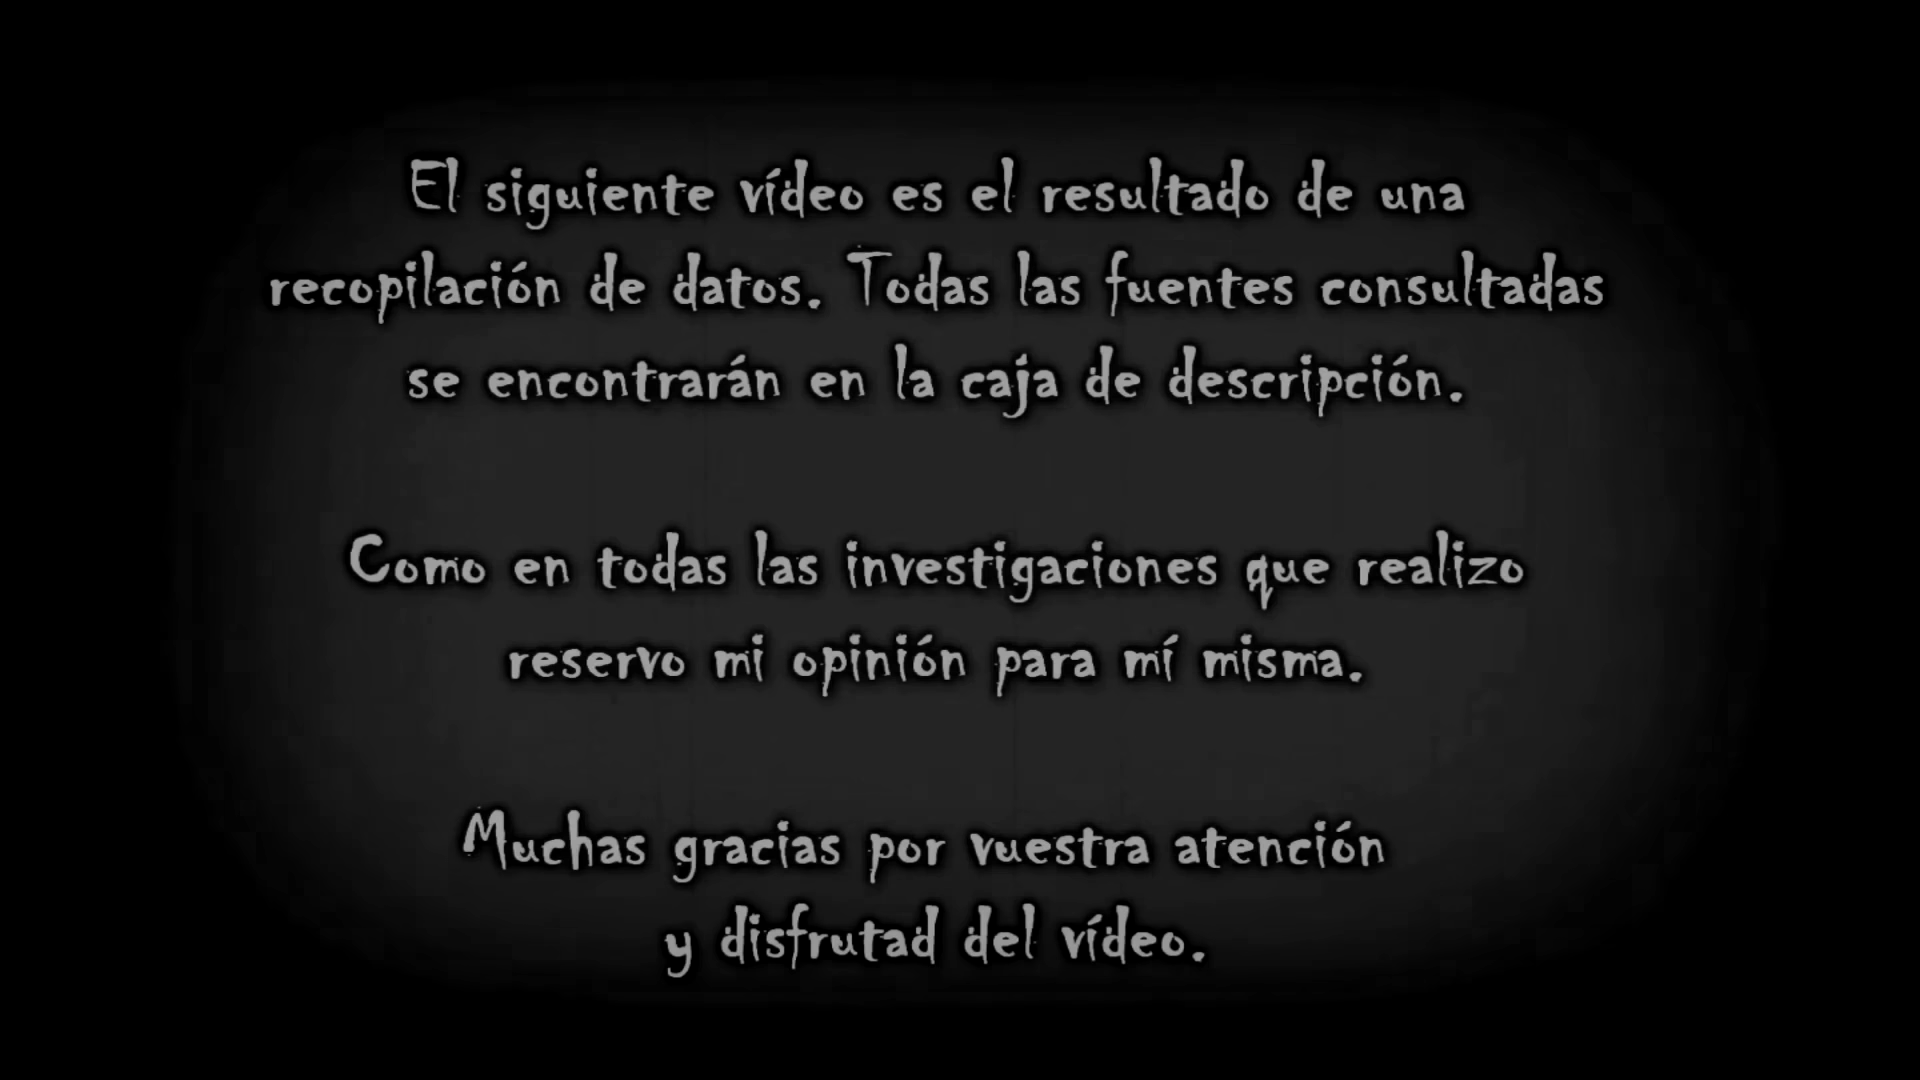 El siguiente vídeo es el resultado de una
recopilación de datos. Todas las fuentes consultadas
se encontrarán en la caja de descripción.
Como en todas las investigaciones que realizo
reservo mi opinión para mí misma.
Muchas gracias por vuestra atención
y disfrutad del vídeo.